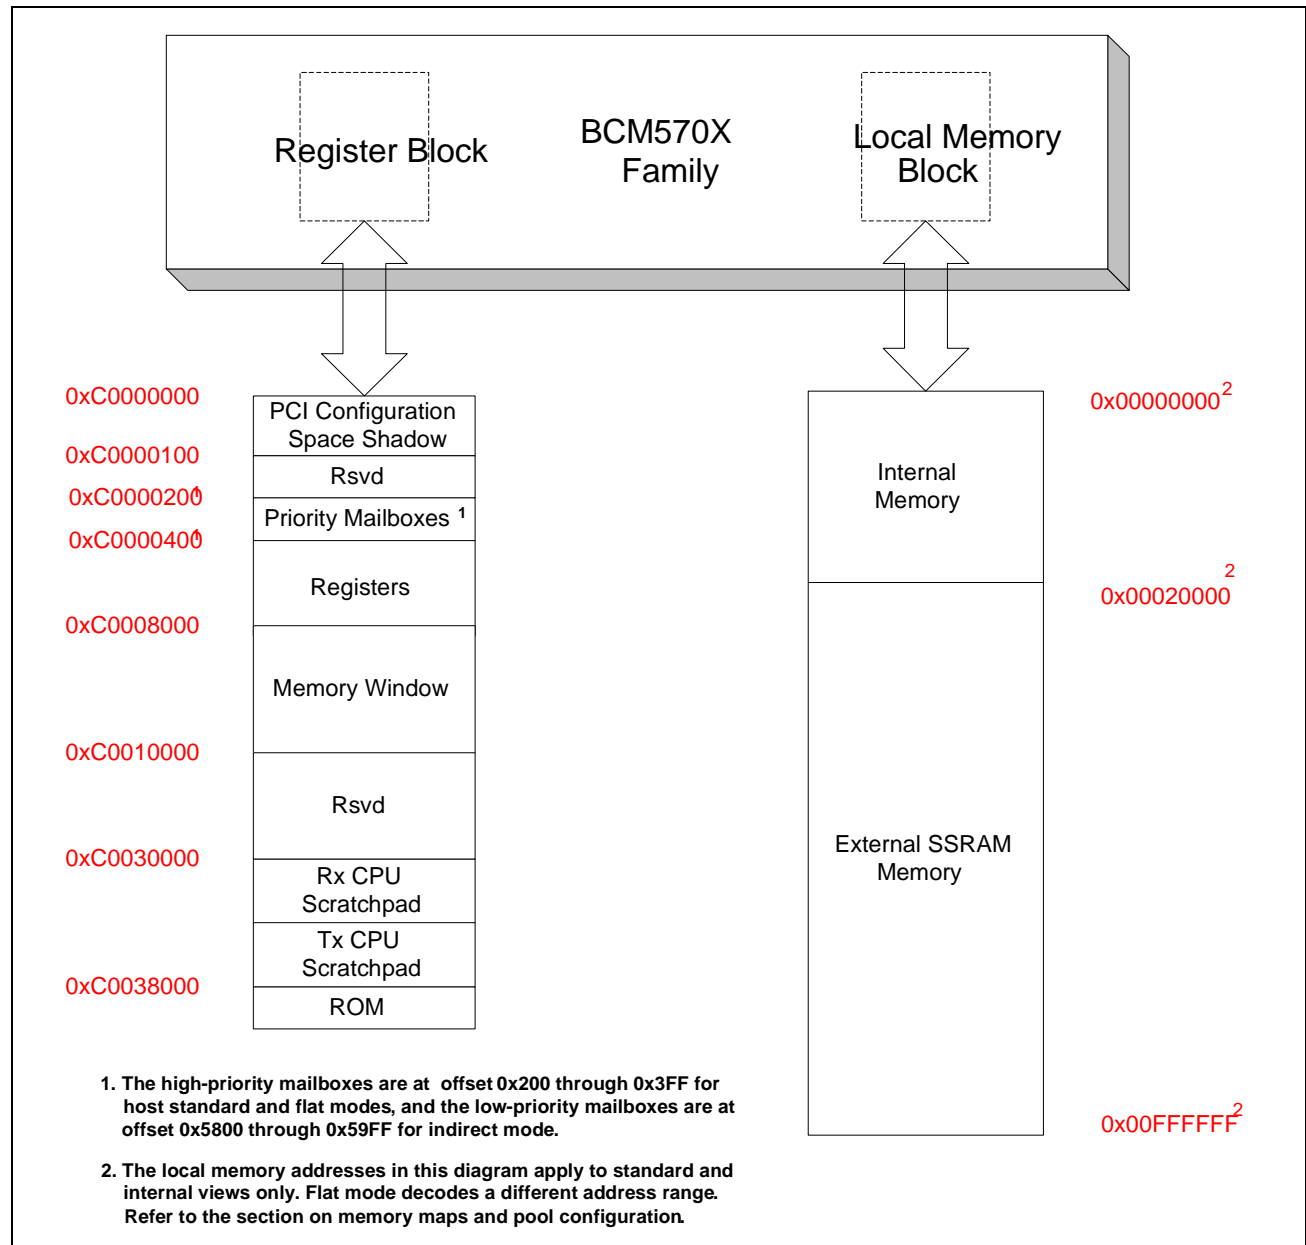 Register Block
BCM570X
Family
Local Memory
Block
0xC0000000
PCI Configuration
Space Shadow
0xC0000100
Rsvd
0xC0000200 1
Priority Mailboxes 1
0xC0000400 1
Registers
0xC0008000
Memory Window
0xC0010000
Rsvd
0xC0030000
Rx CPU
Scratchpad
Tx CPU
Scratchpad
0xC0038000
ROM
0x00000000 2
Internal
Memory
0x00020000 2
External SSRAM
Memory
0x00FFFFFF 2
1. The high-priority mailboxes are at offset 0x200 through 0x3FF for
host standard and flat modes, and the low-priority mailboxes are at
offset 0x5800 through 0x59FF for indirect mode.
2. The local memory addresses in this diagram apply to standard and
internal views only. Flat mode decodes a different address range.
Refer to the section on memory maps and pool configuration.